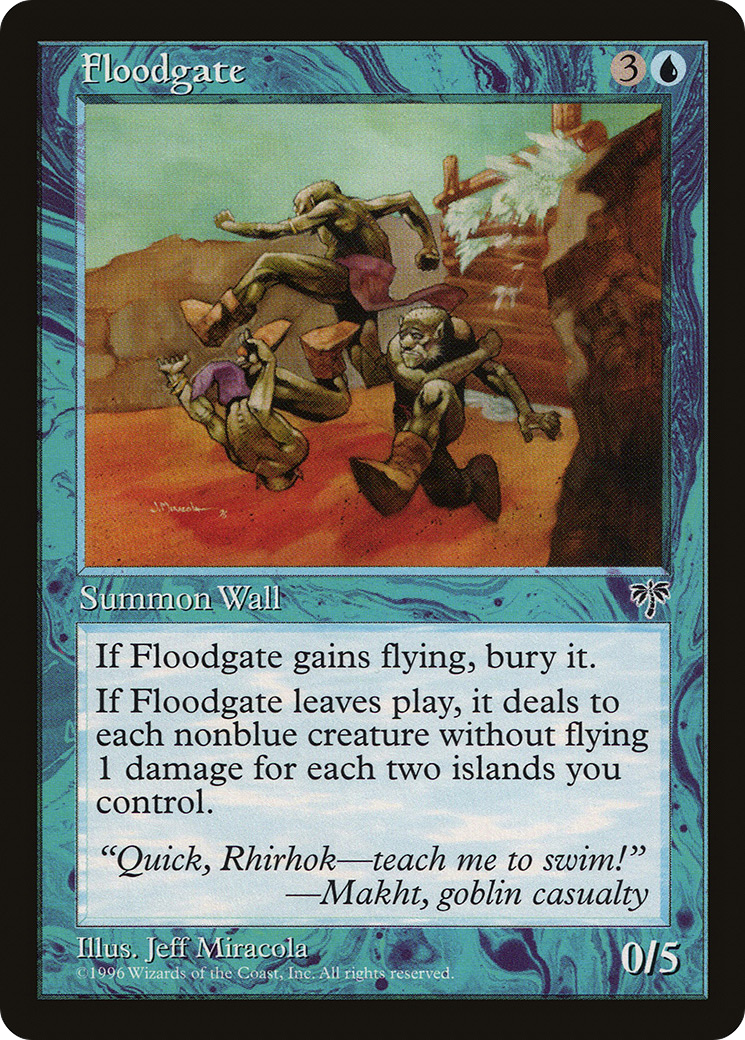 Floodgate 3
J. Miracola 96
Summon Wall
If Floodgate gains flying, bury it.
If Floodgate leaves play, it deals to
each nonblue creature without flying
1 damage for each two islands you
control.
“Quick, Rhirhok—teach me to swim!”
—Makht, goblin casualty
Illus. Jeff Miracola
©1996 Wizards of the Coast, Inc. All rights reserved.
0/5